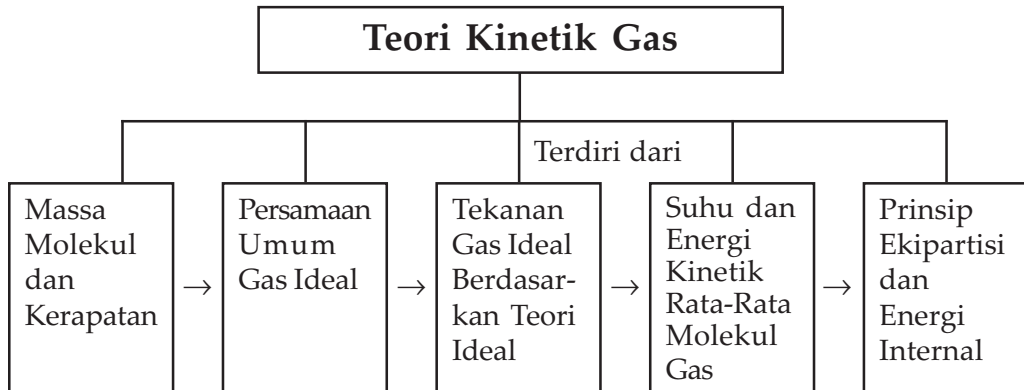 Teori Kinetik Gas
Terdiri dari
Massa
Molekul
dan
Kerapatan
→
Persamaan
Umum
Gas Ideal
→
Tekanan
Gas Ideal
Berdasar-
kan Teori
Ideal
→
Suhu dan
Energi
Kinetik
Rata-Rata
Molekul
Gas
→
Prinsip
Ekipartisi
dan
Energi
Internal